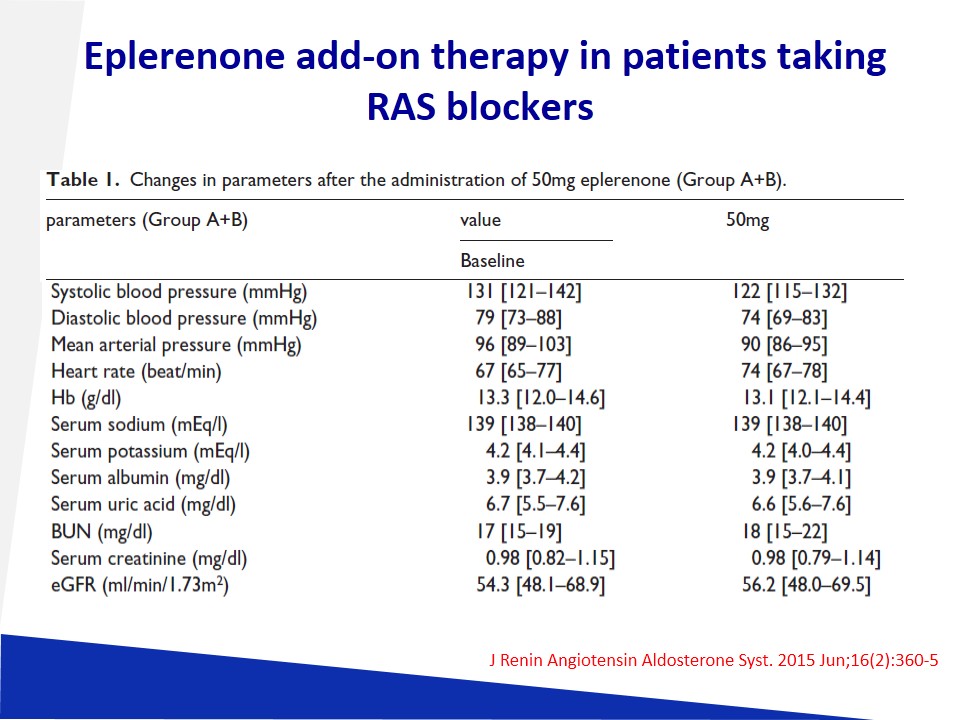 Eplerenone add-on therapy in patients taking
RAS blockers
Table 1. Changes in parameters after the administration of 50mg eplerenone (Group A+B).
parameters (Group A+B) value 50mg
Baseline
Systolic blood pressure (mmHg) 131 [121–142] 122 [115–132]
Diastolic blood pressure (mmHg) 79 [73–88] 74 [69–83]
Mean arterial pressure (mmHg) 96 [89–103] 90 [86–95]
Heart rate (beat/min) 67 [65–77] 74 [67–78]
Hb (g/dl) 13.3 [12.0–14.6] 13.1 [12.1–14.4]
Serum sodium (mEq/l) 139 [138–140] 139 [138–140]
Serum potassium (mEq/l) 4.2 [4.1–4.4] 4.2 [4.0–4.4]
Serum albumin (mg/dl) 3.9 [3.7–4.2] 3.9 [3.7–4.1]
Serum uric acid (mg/dl) 6.7 [5.5–7.6] 6.6 [5.6–7.6]
BUN (mg/dl) 17 [15–19] 18 [15–22]
Serum creatinine (mg/dl) 0.98 [0.82–1.15] 0.98 [0.79–1.14]
eGFR (ml/min/1.73m²) 54.3 [48.1–68.9] 56.2 [48.0–69.5]
J Renin Angiotensin Aldosterone Syst. 2015 Jun;16(2):360-5